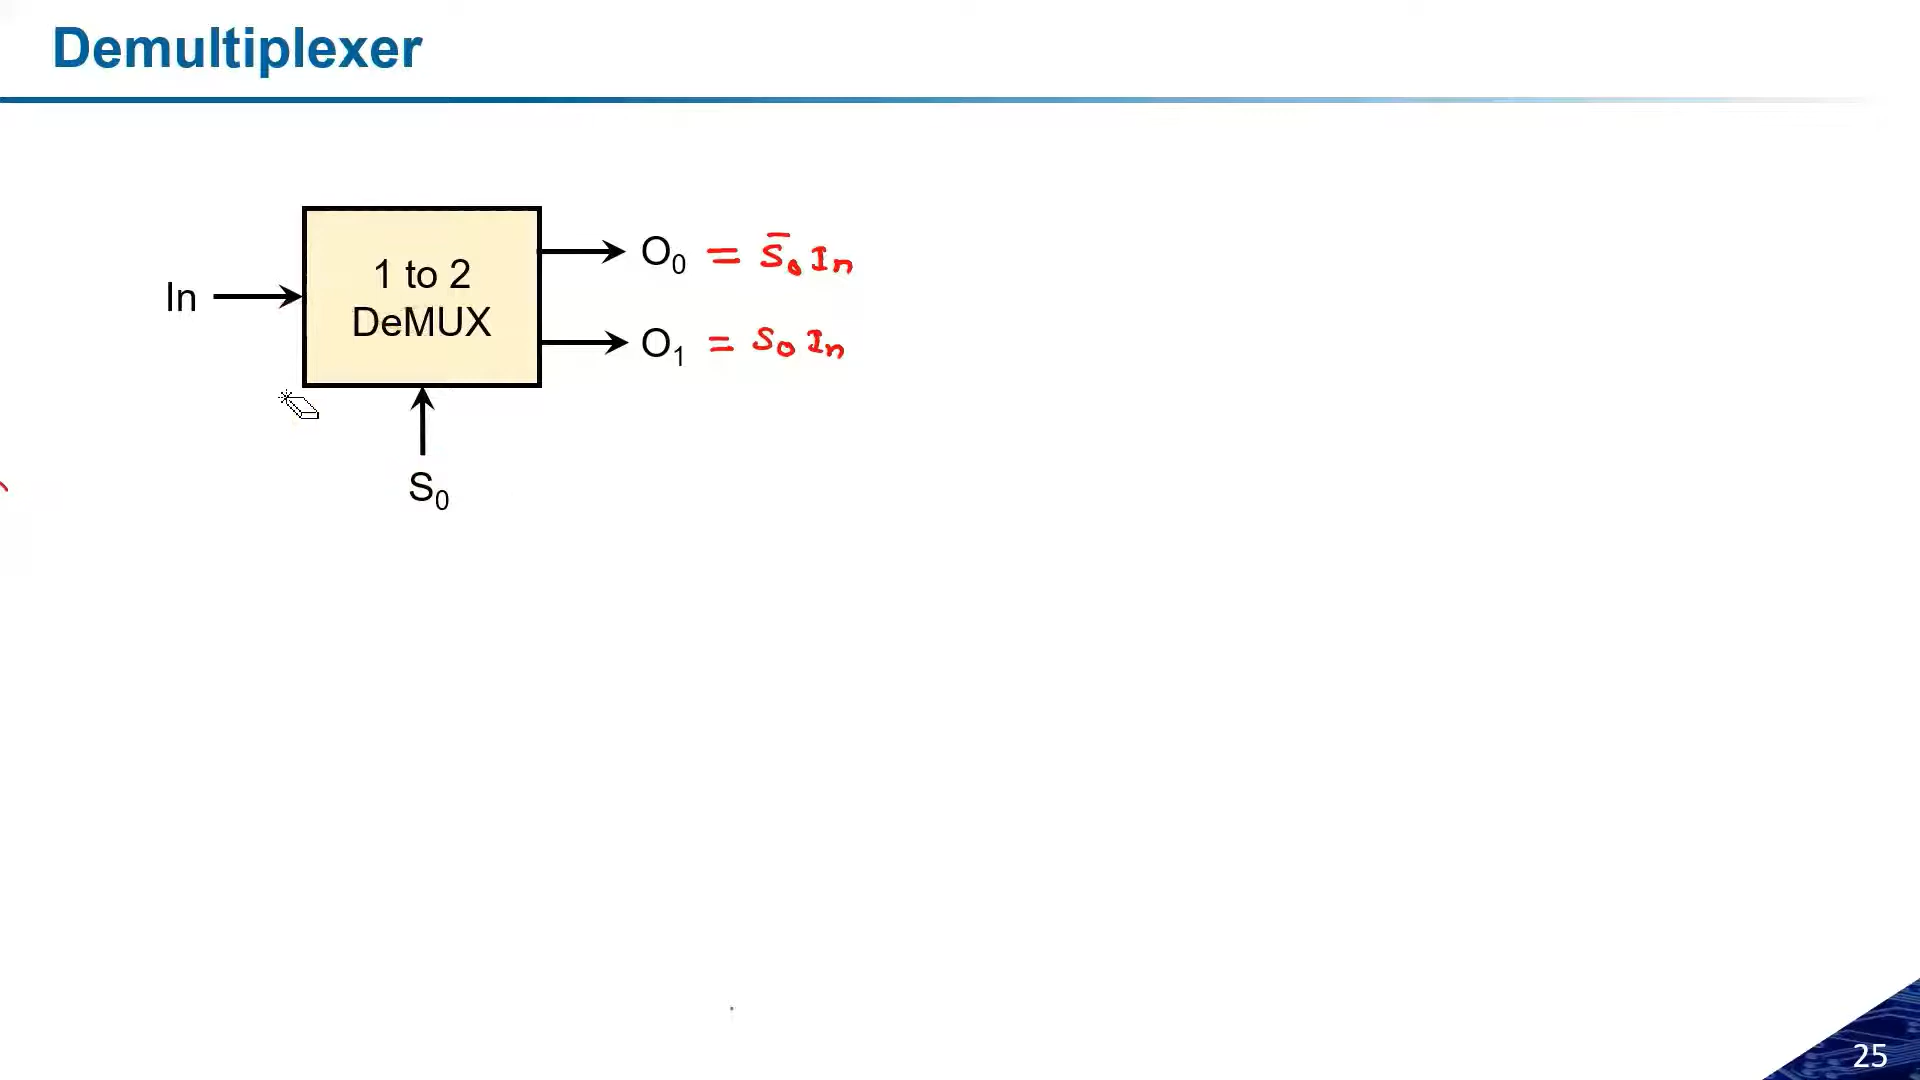 Demultiplexer
1 to 2
DeMUX
In
O₀ = S̄₀ In
O₁ = S₀ In
S₀
25